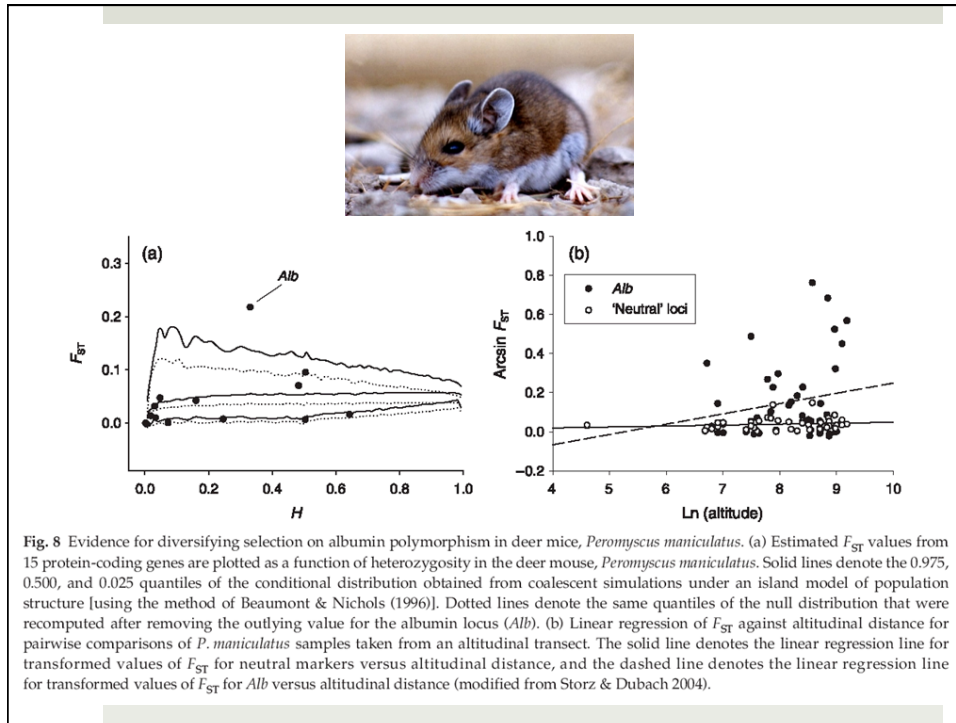 (a)
Alb
0.3
0.2
0.1
0.0
F_ST
0.0 0.2 0.4 0.6 0.8 1.0
H
(b)
Alb
'Neutral' loci
1.0
0.8
0.6
0.4
0.2
0.0
−0.2
Arcsin F_ST
4 5 6 7 8 9 10
Ln (altitude)
Fig. 8 Evidence for diversifying selection on albumin polymorphism in deer mice, Peromyscus maniculatus. (a) Estimated F_ST values from
15 protein-coding genes are plotted as a function of heterozygosity in the deer mouse, Peromyscus maniculatus. Solid lines denote the 0.975,
0.500, and 0.025 quantiles of the conditional distribution obtained from coalescent simulations under an island model of population
structure [using the method of Beaumont & Nichols (1996)]. Dotted lines denote the same quantiles of the null distribution that were
recomputed after removing the outlying value for the albumin locus (Alb). (b) Linear regression of F_ST against altitudinal distance for
pairwise comparisons of P. maniculatus samples taken from an altitudinal transect. The solid line denotes the linear regression line for
transformed values of F_ST for neutral markers versus altitudinal distance, and the dashed line denotes the linear regression line
for transformed values of F_ST for Alb versus altitudinal distance (modified from Storz & Dubach 2004).